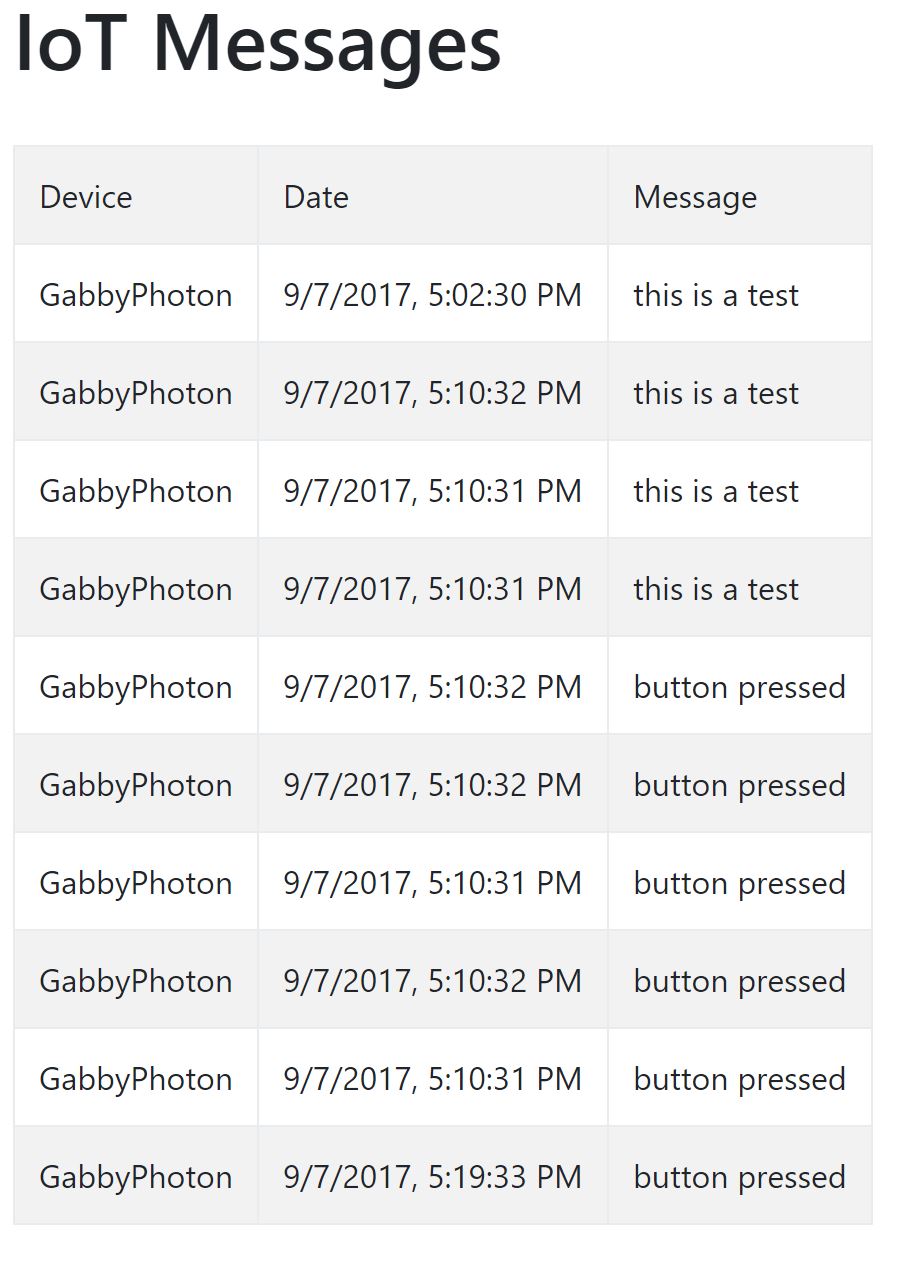 IoT Messages
Device Date Message
GabbyPhoton 9/7/2017, 5:02:30 PM this is a test
GabbyPhoton 9/7/2017, 5:10:32 PM this is a test
GabbyPhoton 9/7/2017, 5:10:31 PM this is a test
GabbyPhoton 9/7/2017, 5:10:31 PM this is a test
GabbyPhoton 9/7/2017, 5:10:32 PM button pressed
GabbyPhoton 9/7/2017, 5:10:32 PM button pressed
GabbyPhoton 9/7/2017, 5:10:31 PM button pressed
GabbyPhoton 9/7/2017, 5:10:32 PM button pressed
GabbyPhoton 9/7/2017, 5:10:31 PM button pressed
GabbyPhoton 9/7/2017, 5:19:33 PM button pressed